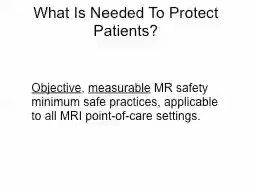 What Is Needed To Protect
Patients?
Objective, measurable MR safety
minimum safe practices, applicable
to all MRI point-of-care settings.